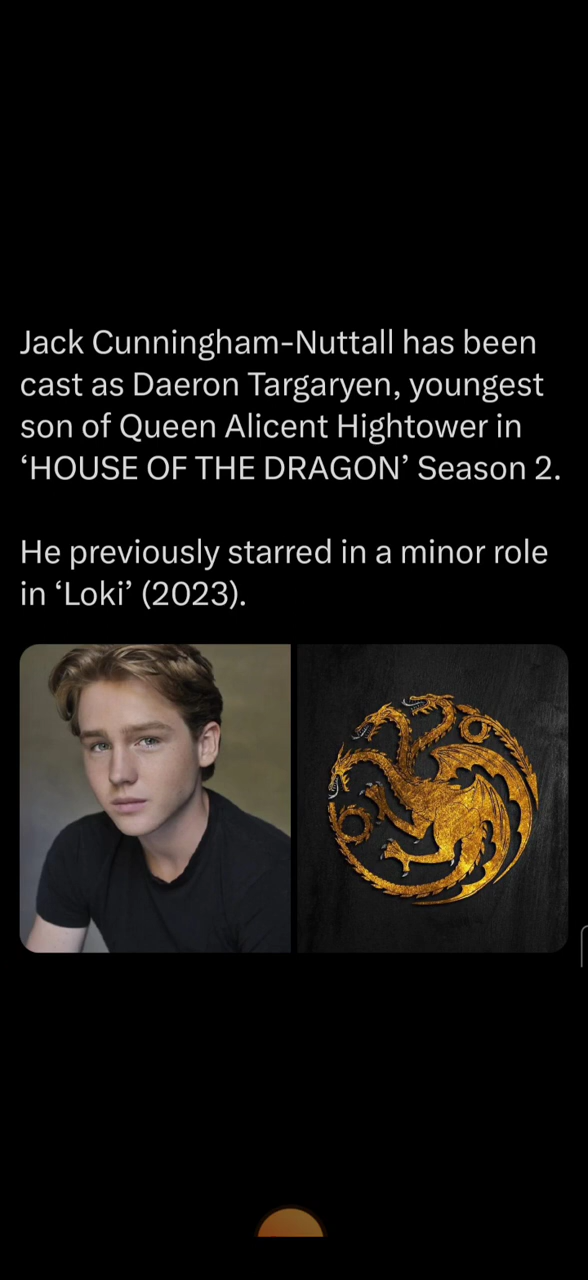 Jack Cunningham-Nuttall has been
cast as Daeron Targaryen, youngest
son of Queen Alicent Hightower in
‘HOUSE OF THE DRAGON’ Season 2.
He previously starred in a minor role
in ‘Loki’ (2023).